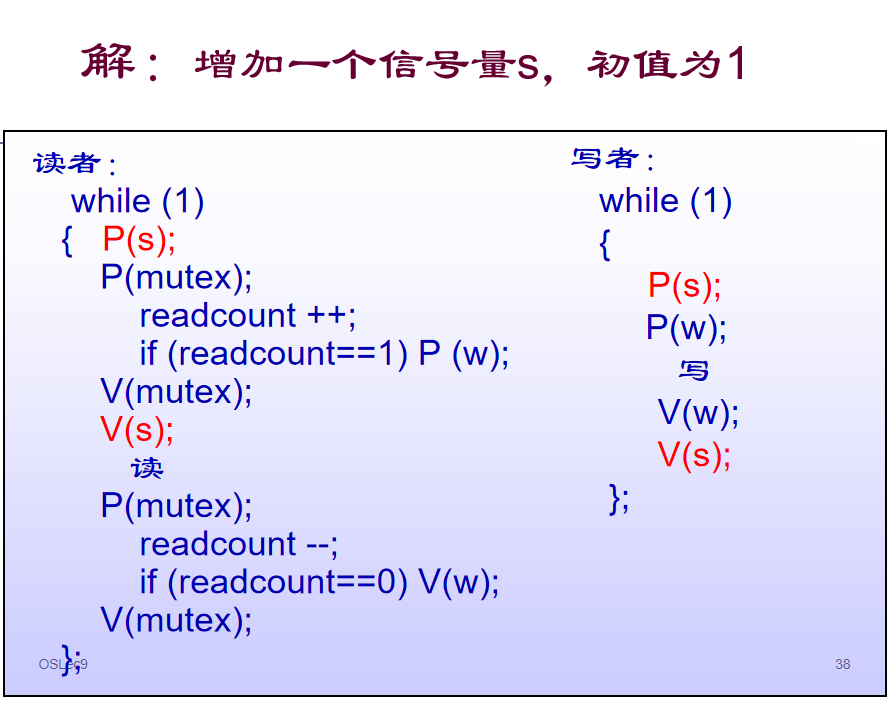 解：增加一个信号量s，初值为1
读者：
while (1)
{ P(s);
P(mutex);
readcount ++;
if (readcount==1) P (w);
V(mutex);
V(s);
读
P(mutex);
readcount --;
if (readcount==0) V(w);
V(mutex);
};
写者：
while (1)
{
P(s);
P(w);
写
V(w);
V(s);
};
OSLec9
38